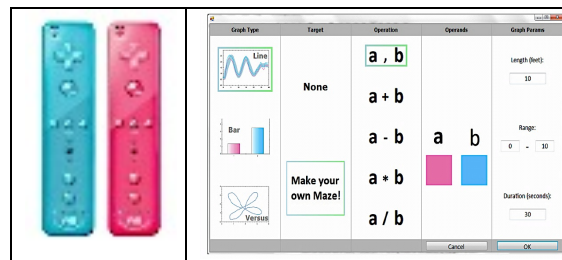 Graph Type
Target
Operation
Operands
Graph Params
Line
Bar
Versus
None
Make your
own Maze!
a , b
a + b
a - b
a * b
a / b
a
b
Length (feet):
10
Range:
0 - 10
Duration (seconds):
30
Cancel
OK